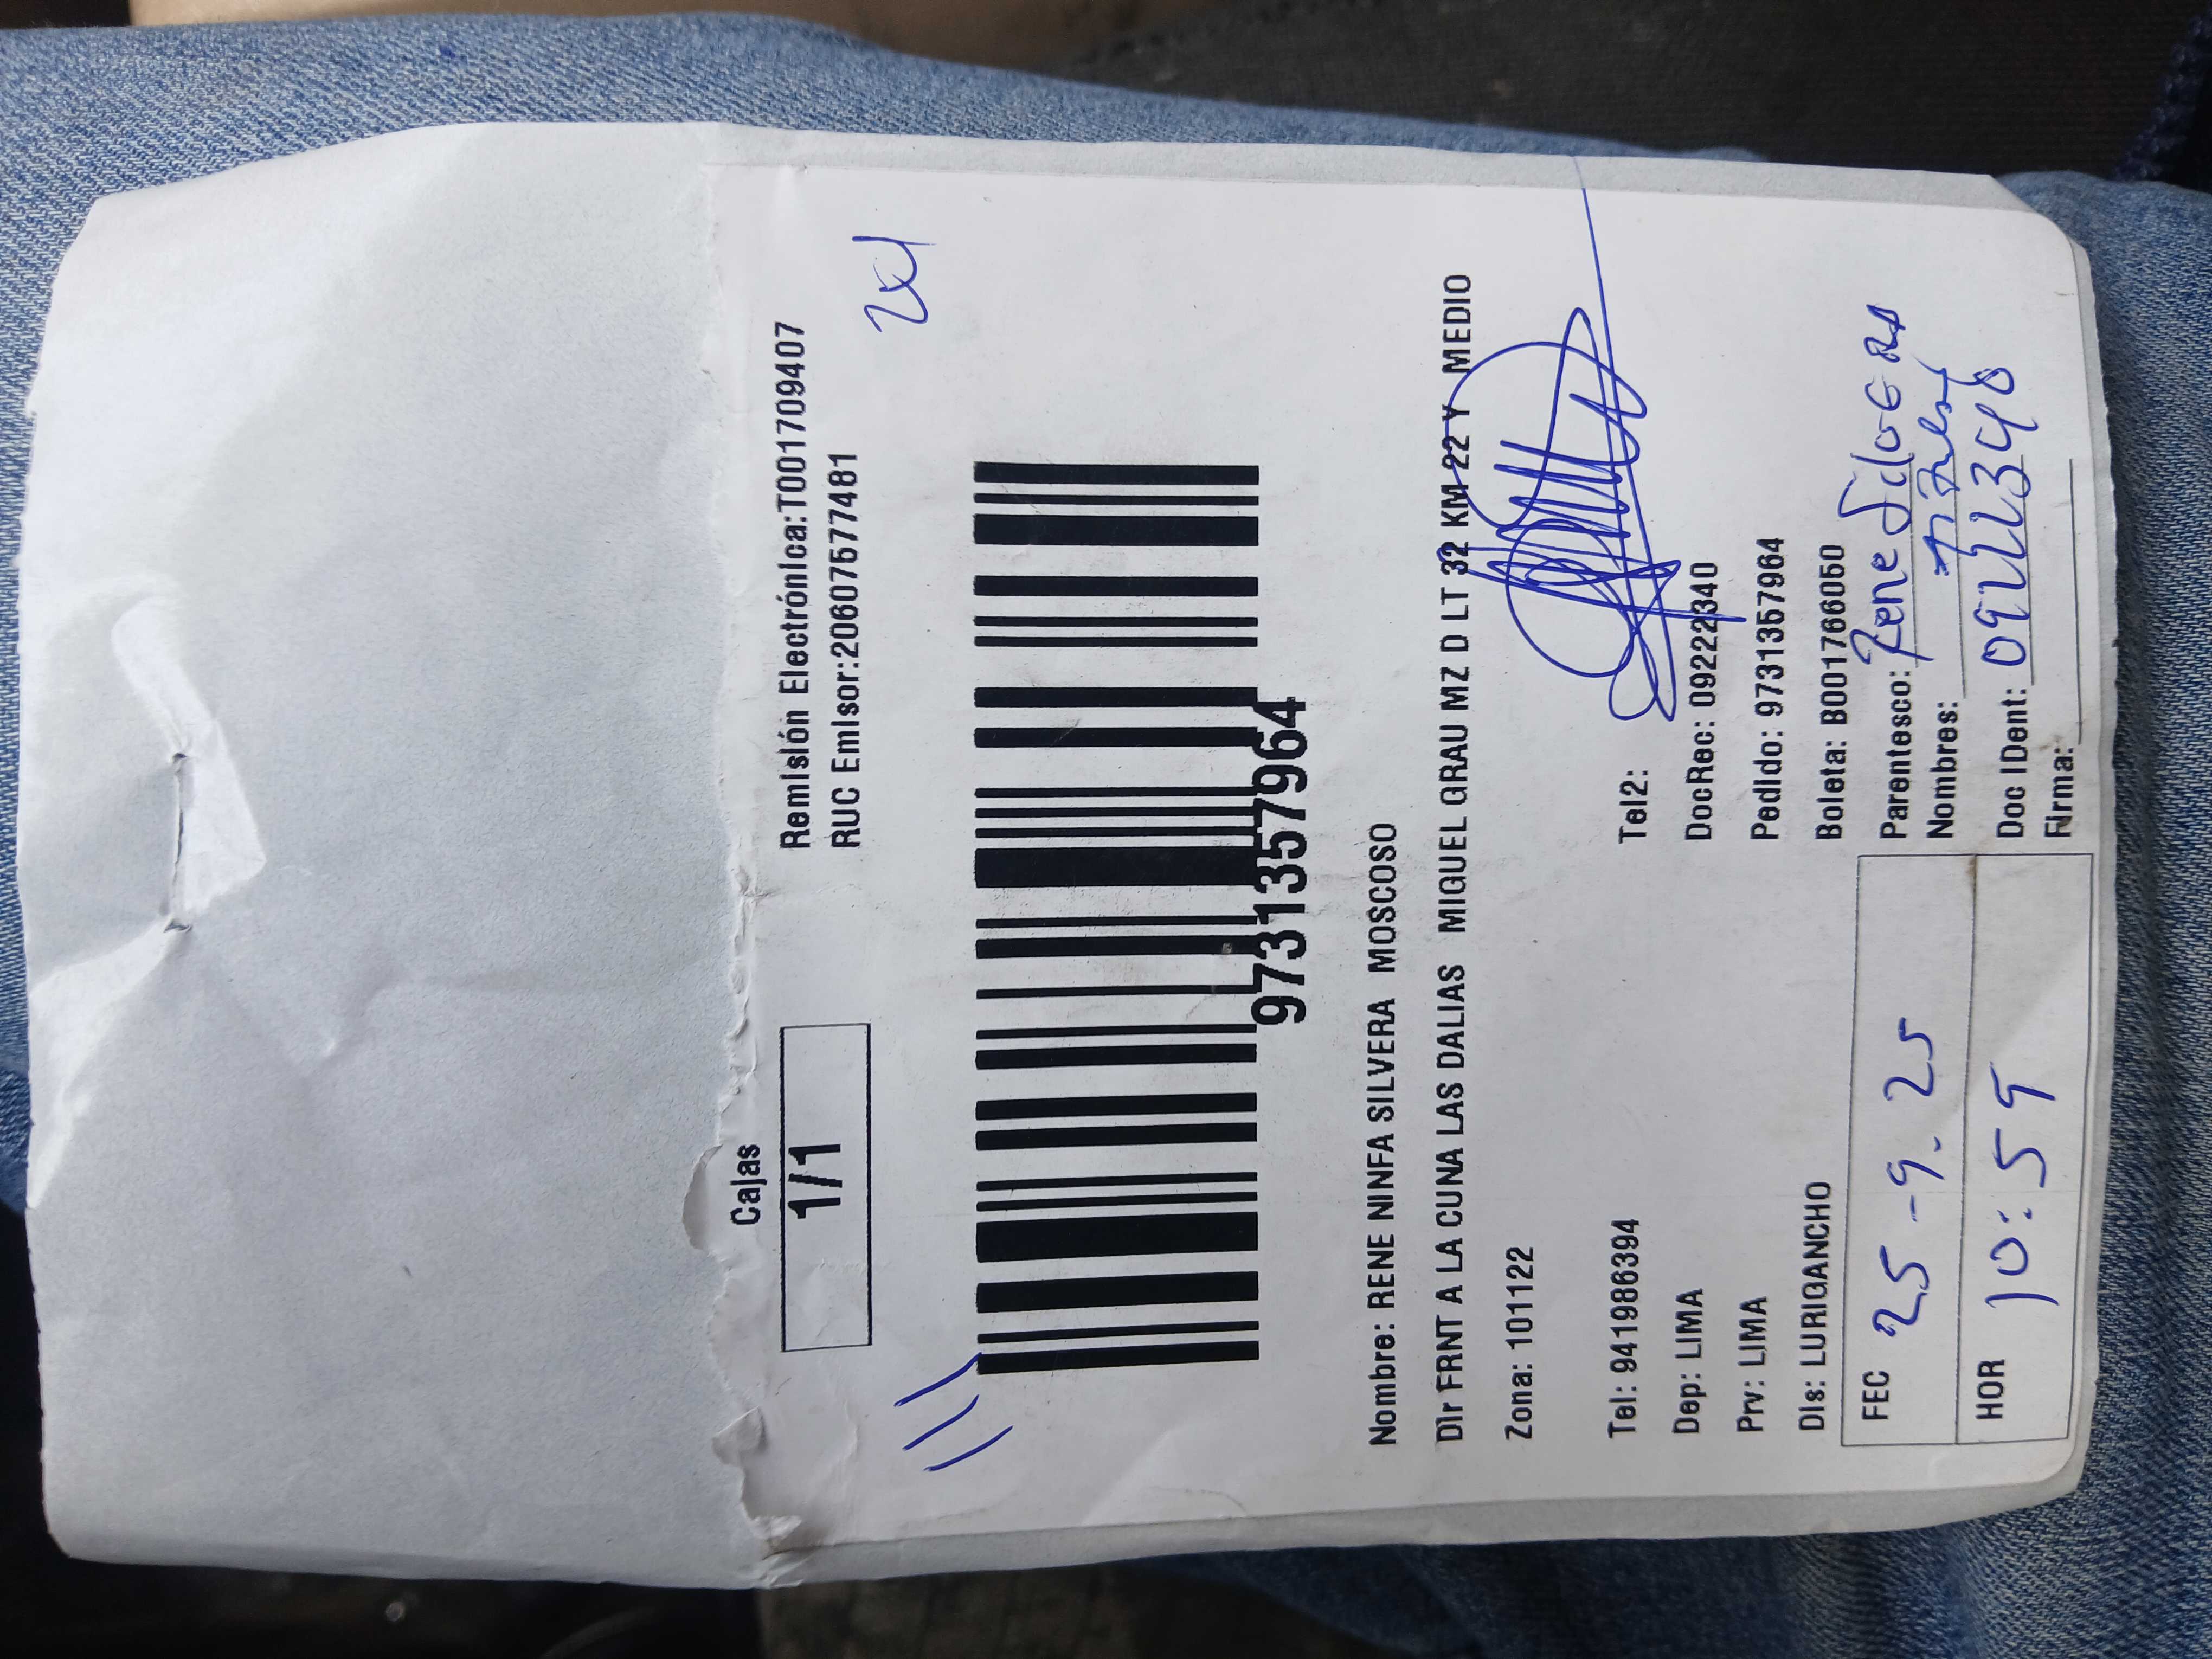 Cajas
1/1
Remisión Electrónica:T001709407
RUC Emisor:20607577481
9731357964
Nombre: RENE NINFA SILVERA MOSCOSO
Dir FRNT A LA CUNA LAS DALIAS MIGUEL GRAU MZ D LT 32 KM 22 Y MEDIO
Zona: 101122
Tel: 941986394
Tel2:
Dep: LIMA
DocRec: 09222340
Prv: LIMA
Pedido: 9731357964
Dis: LURIGANCHO
Boleta: B001766050
FEC 25-9-25
Parentesco: Rene
Nombres:
HOR 10:59
Doc IDent:
Firma: